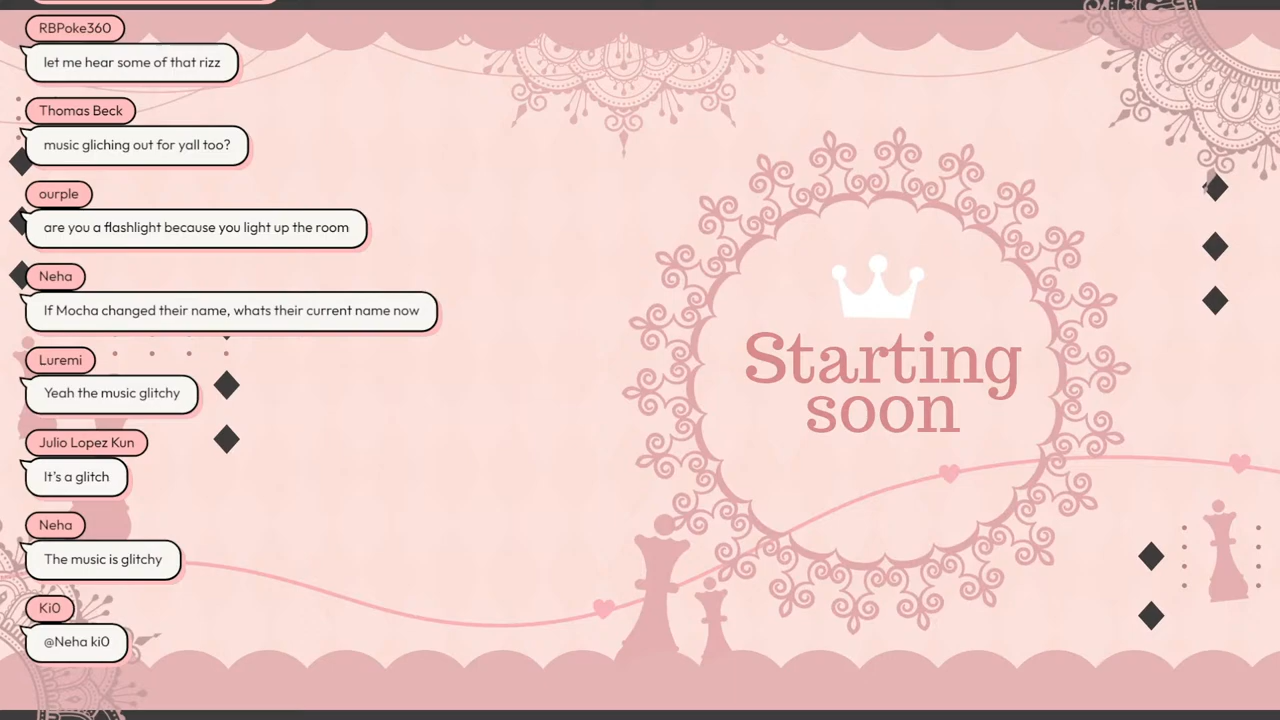 RBPoke360
let me hear some of that rizz
Thomas Beck
music gliching out for yall too?
ourple
are you a flashlight because you light up the room
Neha
If Mocha changed their name, whats their current name now
Luremi
Yeah the music glitchy
Julio Lopez Kun
It's a glitch
Neha
The music is glitchy
Ki0
@Neha ki0
Starting
soon